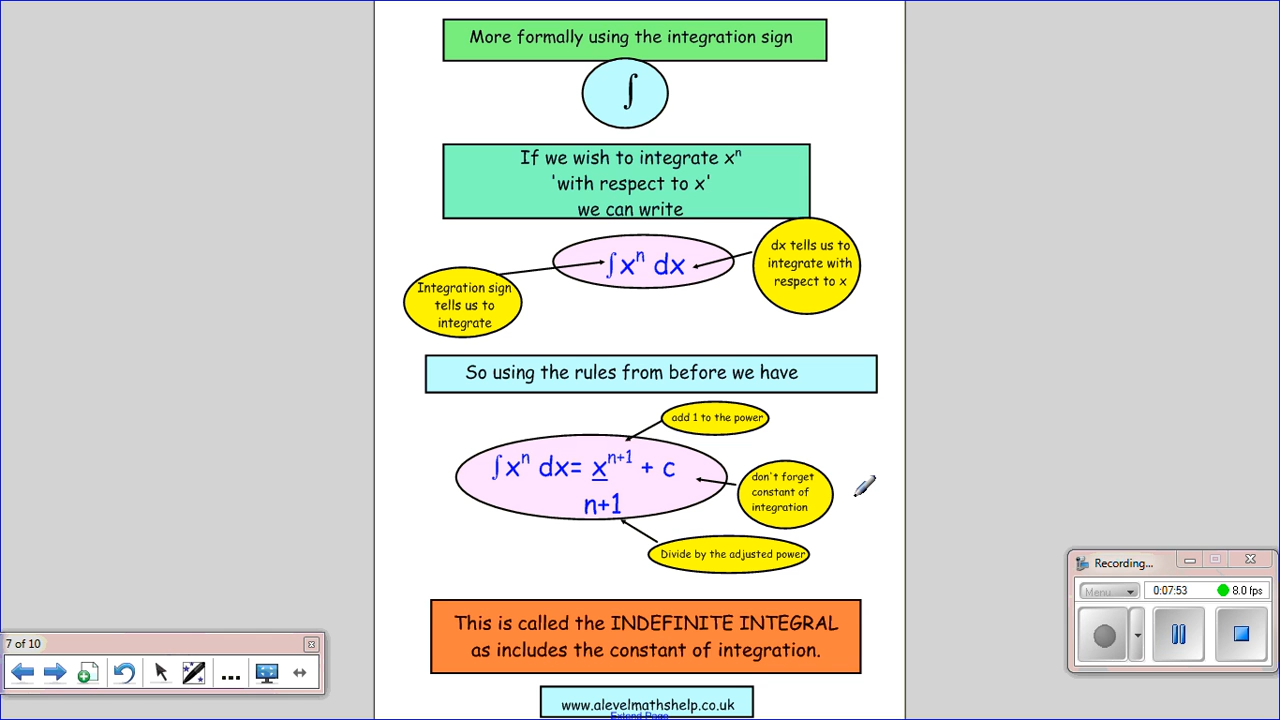 More formally using the integration sign
∫
If we wish to integrate xⁿ
'with respect to x'
we can write
∫xⁿ dx
dx tells us to
integrate with
respect to x
Integration sign
tells us to
integrate
So using the rules from before we have
add 1 to the power
∫xⁿ dx= xⁿ⁺¹ + c
n+1
don't forget
constant of
integration
Divide by the adjusted power
This is called the INDEFINITE INTEGRAL
as includes the constant of integration.
www.alevelmathshelp.co.uk
Extend Page
7 of 10
...
Recording...
Menu
0:07:53
8.0 fps